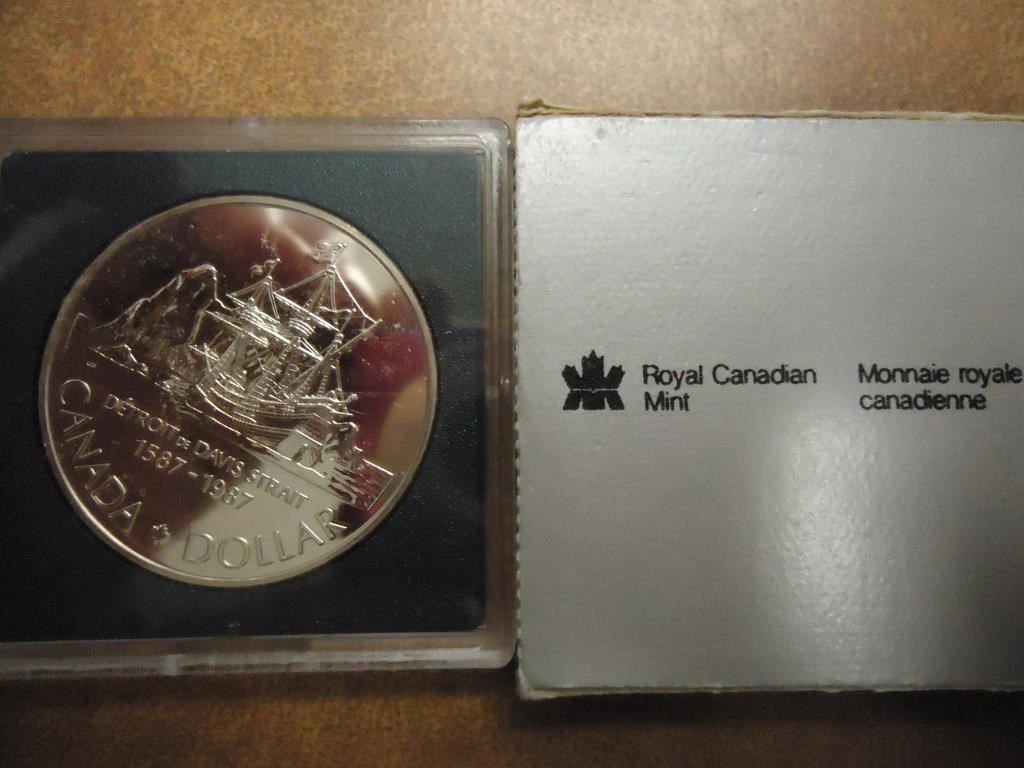 DÉTROIT DE DAVIS STRAIT
1587-1987
CANADA DOLLAR
Royal Canadian
Mint
Monnaie royale
canadienne